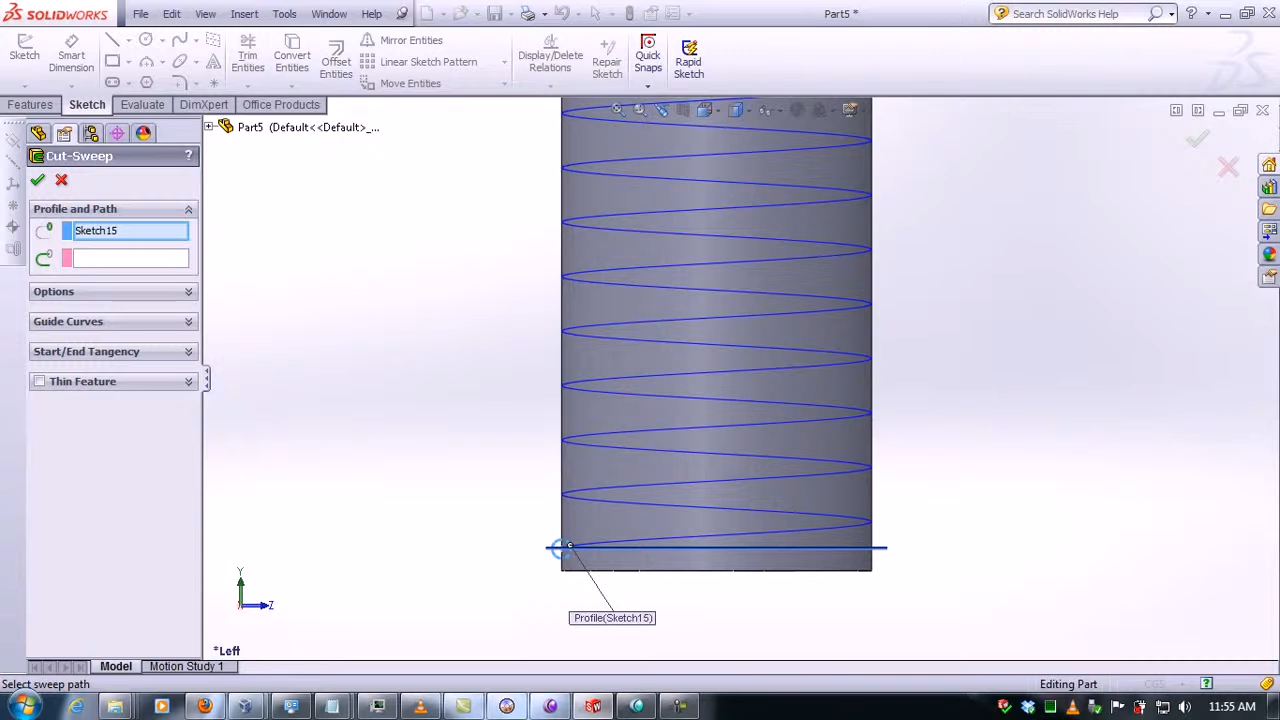 SOLIDWORKS File Edit View Insert Tools Window Help Part5 * Search SolidWorks Help
Sketch Smart Dimension Trim Entities Convert Entities Offset Entities Mirror Entities Linear Sketch Pattern Move Entities Display/Delete Relations Repair Sketch Quick Snaps Rapid Sketch
Features Sketch Evaluate DimXpert Office Products
Part5 (Default<<Default>_...
Cut-Sweep ?
Profile and Path
Sketch15
Options
Guide Curves
Start/End Tangency
Thin Feature
Profile(Sketch15)
Y
Z
*Left
Model Motion Study 1
Select sweep path Editing Part CGS ?
11:55 AM